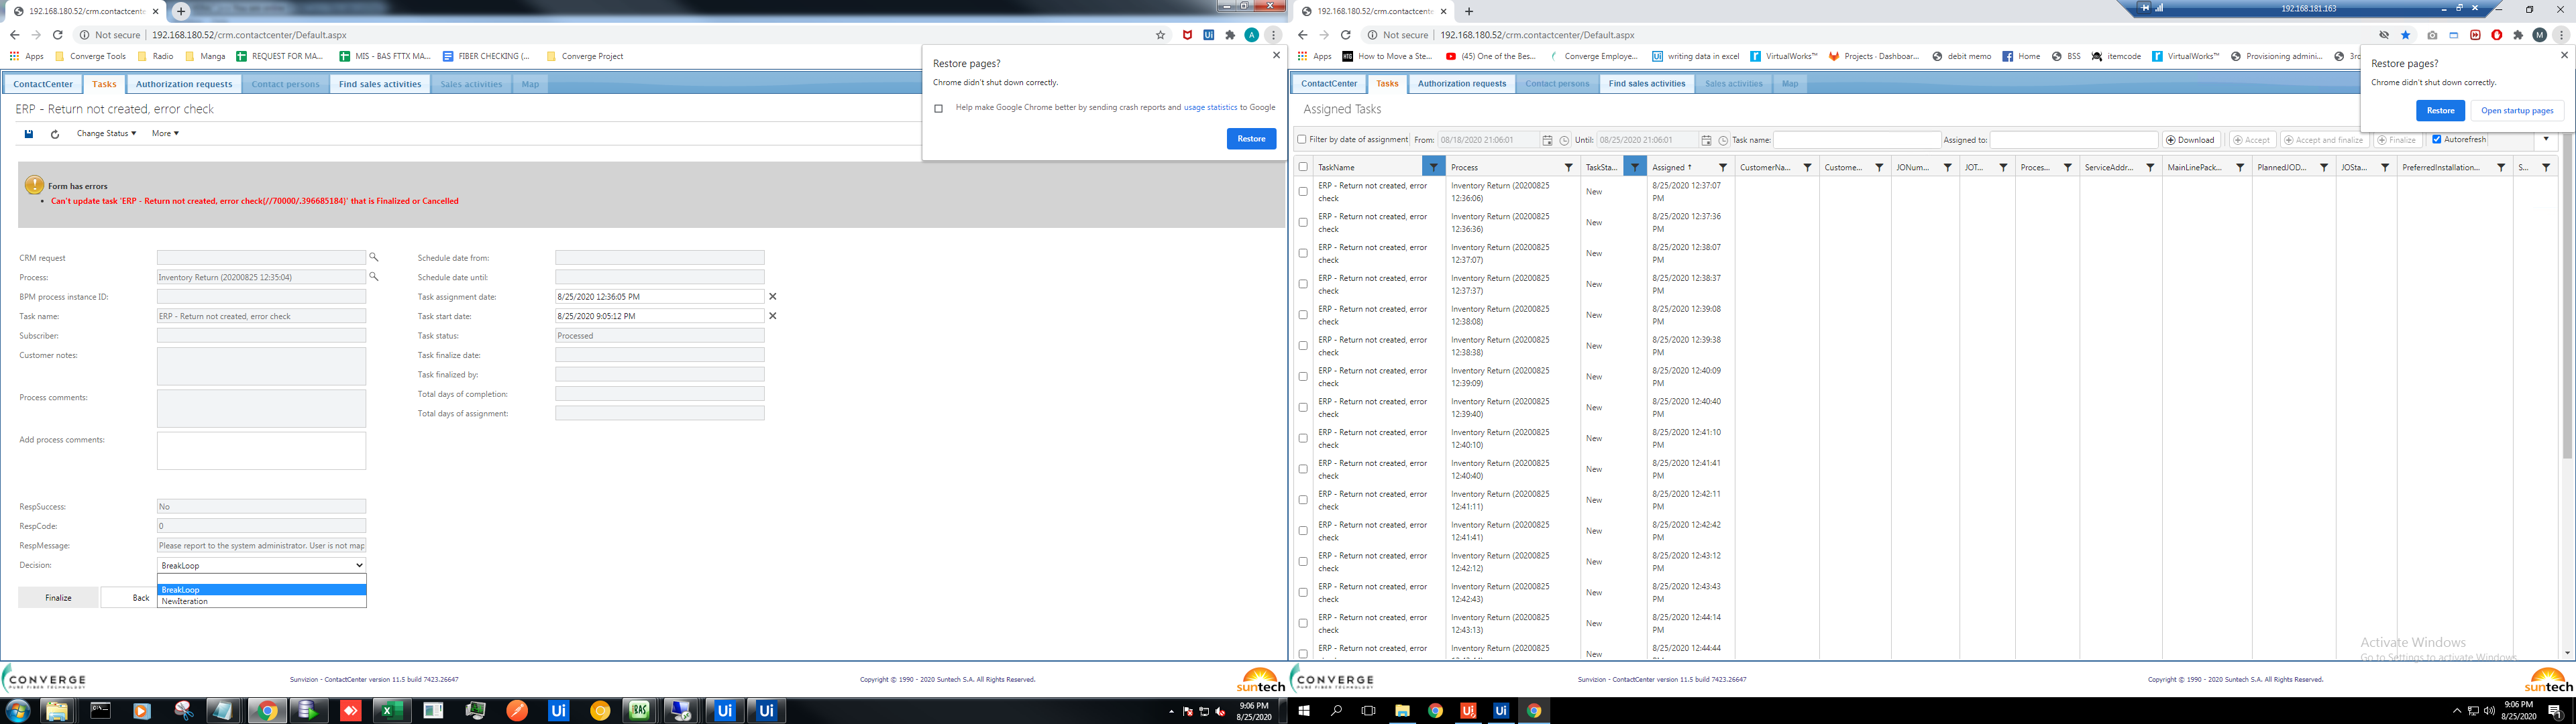 192.168.180.52/crm.contactcente
Not secure | 192.168.180.52/crm.contactcenter/Default.aspx
Apps Converge Tools Radio Manga REQUEST FOR MA... MIS - BAS FTTX MA... FIBER CHECKING (... Converge Project
ContactCenter Tasks Authorization requests Contact persons Find sales activities Sales activities Map
ERP - Return not created, error check
Change Status More
Restore pages?
Chrome didn't shut down correctly.
Help make Google Chrome better by sending crash reports and usage statistics to Google
Restore
Form has errors
Can't update task 'ERP - Return not created, error check[//70000/.396685184]' that is Finalized or Cancelled
CRM request
Process: Inventory Return (20200825 12:35:04)
BPM process instance ID:
Task name: ERP - Return not created, error check
Subscriber:
Customer notes:
Process comments:
Add process comments:
Schedule date from:
Schedule date until:
Task assignment date: 8/25/2020 12:36:05 PM
Task start date: 8/25/2020 9:05:12 PM
Task status: Processed
Task finalize date:
Task finalized by:
Total days of completion:
Total days of assignment:
RespSuccess: No
RespCode: 0
RespMessage: Please report to the system administrator. User is not map
Decision: BreakLoop
BreakLoop
NewIteration
Finalize Back
CONVERGE
PURE FIBER TECHNOLOGY
Sunvizion - ContactCenter version 11.5 build 7423.26647
Copyright © 1990 - 2020 Suntech S.A. All Rights Reserved.
suntech
9:06 PM
8/25/2020
192.168.180.52/crm.contactcente
192.168.181.163
Not secure | 192.168.180.52/crm.contactcenter/Default.aspx
Apps How to Move a Ste... (45) One of the Bes... Converge Employe... writing data in excel VirtualWorks™ Projects - Dashboar... debit memo Home BSS itemcode VirtualWorks™ Provisioning admini... 3rd
ContactCenter Tasks Authorization requests Contact persons Find sales activities Sales activities Map
Restore pages?
Chrome didn't shut down correctly.
Restore Open startup pages
Assigned Tasks
Filter by date of assignment From: 08/18/2020 21:06:01 Until: 08/25/2020 21:06:01 Task name: Assigned to: Download Accept Accept and finalize Finalize Autorefresh
TaskName Process TaskSta... Assigned ↑ CustomerNa... Custome... JONum... JOT... Proces... ServiceAddr... MainLinePack... PlannedJOD... JOSta... PreferredInstallation... S...
ERP - Return not created, error check Inventory Return (20200825 12:36:06) New 8/25/2020 12:37:07 PM
ERP - Return not created, error check Inventory Return (20200825 12:36:36) New 8/25/2020 12:37:36 PM
ERP - Return not created, error check Inventory Return (20200825 12:37:07) New 8/25/2020 12:38:07 PM
ERP - Return not created, error check Inventory Return (20200825 12:37:37) New 8/25/2020 12:38:37 PM
ERP - Return not created, error check Inventory Return (20200825 12:38:08) New 8/25/2020 12:39:08 PM
ERP - Return not created, error check Inventory Return (20200825 12:38:38) New 8/25/2020 12:39:38 PM
ERP - Return not created, error check Inventory Return (20200825 12:39:09) New 8/25/2020 12:40:09 PM
ERP - Return not created, error check Inventory Return (20200825 12:39:40) New 8/25/2020 12:40:40 PM
ERP - Return not created, error check Inventory Return (20200825 12:40:10) New 8/25/2020 12:41:10 PM
ERP - Return not created, error check Inventory Return (20200825 12:40:40) New 8/25/2020 12:41:41 PM
ERP - Return not created, error check Inventory Return (20200825 12:41:11) New 8/25/2020 12:42:11 PM
ERP - Return not created, error check Inventory Return (20200825 12:41:41) New 8/25/2020 12:42:42 PM
ERP - Return not created, error check Inventory Return (20200825 12:42:12) New 8/25/2020 12:43:12 PM
ERP - Return not created, error check Inventory Return (20200825 12:42:43) New 8/25/2020 12:43:43 PM
ERP - Return not created, error check Inventory Return (20200825 12:43:13) New 8/25/2020 12:44:14 PM
ERP - Return not created, error Inventory Return (20200825 New 8/25/2020 12:44:44
Activate Windows
Go to Settings to activate Windows.
CONVERGE
PURE FIBER TECHNOLOGY
Sunvizion - ContactCenter version 11.5 build 7423.26647
Copyright © 1990 - 2020 Suntech S.A. All Rights Reserved.
suntech
9:06 PM
8/25/2020